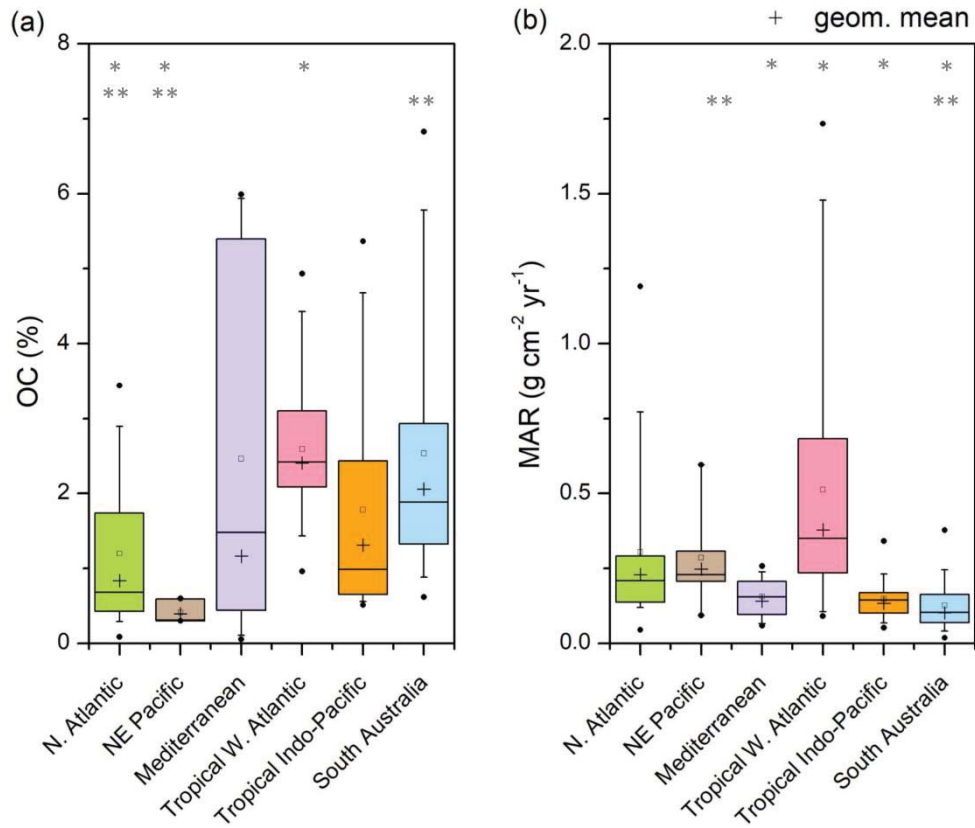 (a)
(b)
+ geom. mean
8
6
4
2
0
OC (%)
* * *
** ** **
N. Atlantic
NE Pacific
Mediterranean
Tropical W. Atlantic
Tropical Indo-Pacific
South Australia
2.0
1.5
1.0
0.5
0.0
MAR (g cm⁻² yr⁻¹)
* * * *
** **
N. Atlantic
NE Pacific
Mediterranean
Tropical W. Atlantic
Tropical Indo-Pacific
South Australia